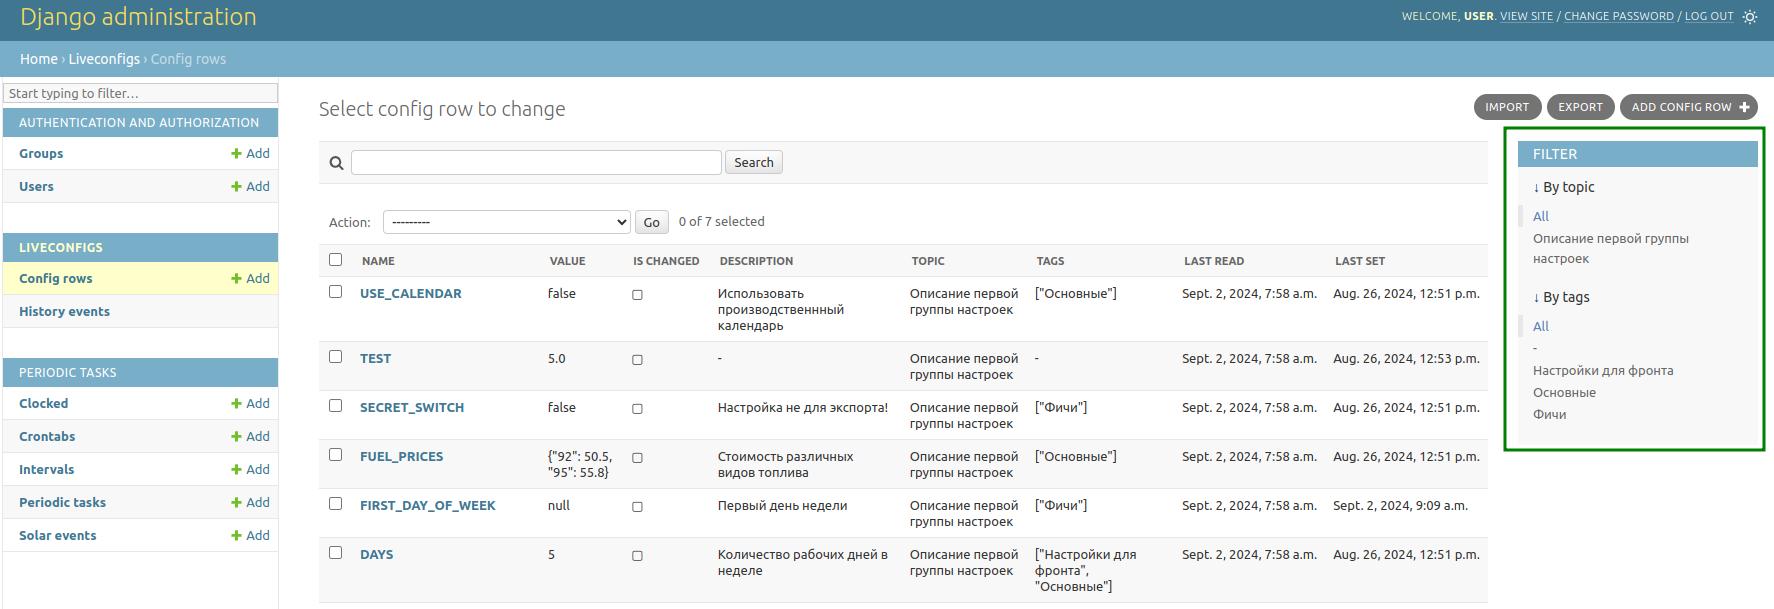 Django administration
WELCOME, USER. VIEW SITE / CHANGE PASSWORD / LOG OUT
Home › Liveconfigs › Config rows
Start typing to filter…
AUTHENTICATION AND AUTHORIZATION
Groups + Add
Users + Add
LIVECONFIGS
Config rows + Add
History events
PERIODIC TASKS
Clocked + Add
Crontabs + Add
Intervals + Add
Periodic tasks + Add
Solar events + Add
Select config row to change
IMPORT EXPORT ADD CONFIG ROW +
Search
Action: --------- Go 0 of 7 selected
NAME VALUE IS CHANGED DESCRIPTION TOPIC TAGS LAST READ LAST SET
USE_CALENDAR false Использовать Описание первой ["Основные"] Sept. 2, 2024, 7:58 a.m. Aug. 26, 2024, 12:51 p.m.
производственнный группы настроек
календарь
TEST 5.0 - Описание первой - Sept. 2, 2024, 7:58 a.m. Aug. 26, 2024, 12:53 p.m.
группы настроек
SECRET_SWITCH false Настройка не для экспорта! Описание первой ["Фичи"] Sept. 2, 2024, 7:58 a.m. Aug. 26, 2024, 12:51 p.m.
группы настроек
FUEL_PRICES {"92": 50.5, Стоимость различных Описание первой ["Основные"] Sept. 2, 2024, 7:58 a.m. Aug. 26, 2024, 12:51 p.m.
"95": 55.8} видов топлива группы настроек
FIRST_DAY_OF_WEEK null Первый день недели Описание первой ["Фичи"] Sept. 2, 2024, 7:58 a.m. Sept. 2, 2024, 9:09 a.m.
группы настроек
DAYS 5 Количество рабочих дней в Описание первой ["Настройки для Sept. 2, 2024, 7:58 a.m. Aug. 26, 2024, 12:51 p.m.
неделе группы настроек фронта",
"Основные"]
FILTER
↓ By topic
All
Описание первой группы
настроек
↓ By tags
All
-
Настройки для фронта
Основные
Фичи